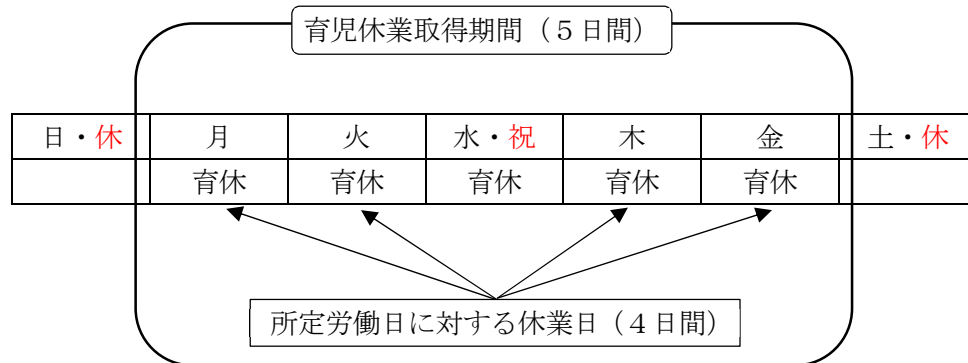 育児休業取得期間（５日間）
日・休 月 火 水・祝 木 金 土・休
育休 育休 育休 育休 育休
所定労働日に対する休業日（４日間）